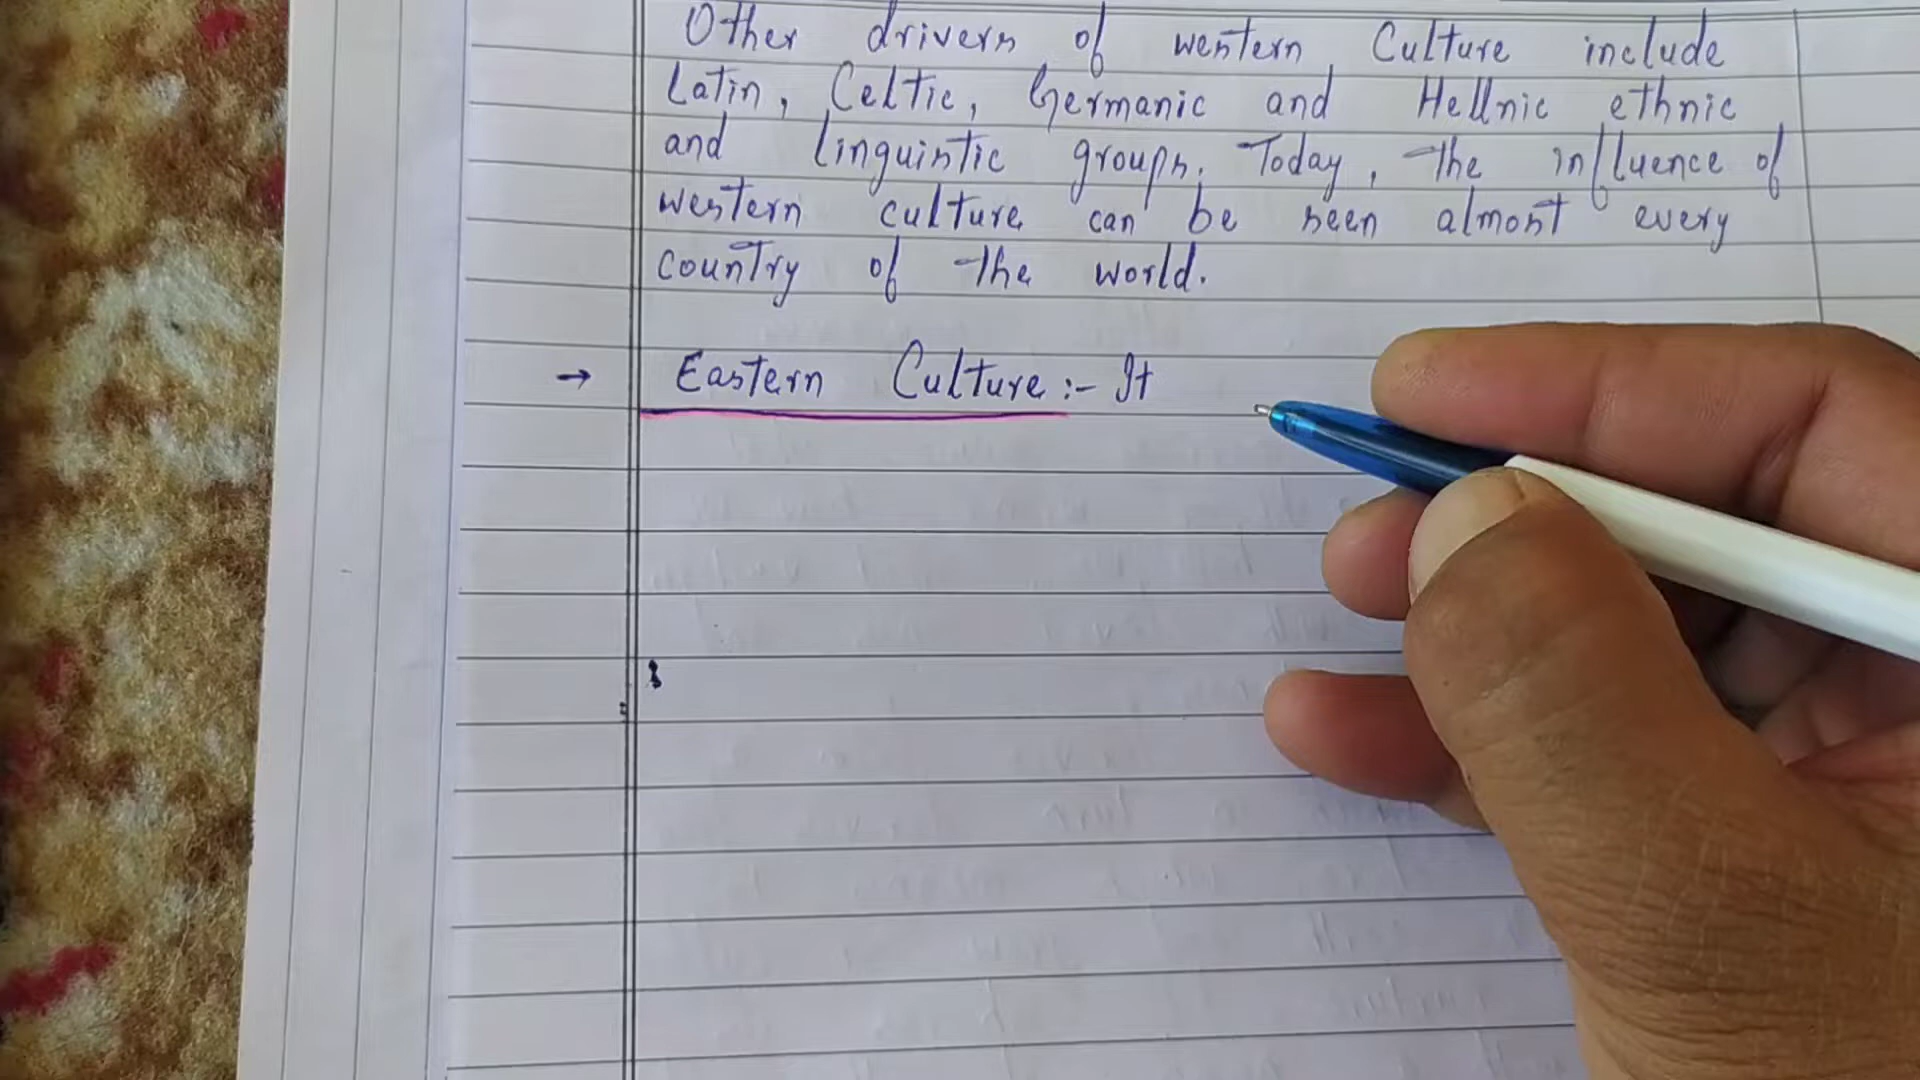 Other drivers of western Culture include
Latin, Celtic, Germanic and Hellnic ethnic
and linguistic groups. Today, the influence of
western culture can be seen almost every
country of the world.
→ Eastern Culture :- It